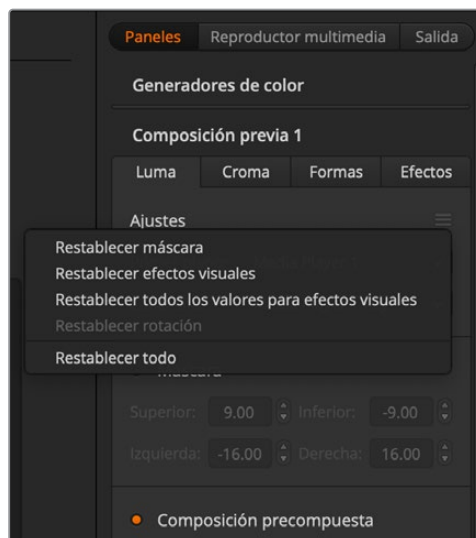 Paneles Reproductor multimedia Salida
Generadores de color
Composición previa 1
Luma Croma Formas Efectos
Ajustes
Restablecer máscara
Restablecer efectos visuales
Restablecer todos los valores para efectos visuales
Restablecer rotación
Restablecer todo
Máscara
Superior: 9.00 Inferior: -9.00
Izquierda: -16.00 Derecha: 16.00
Composición precompuesta